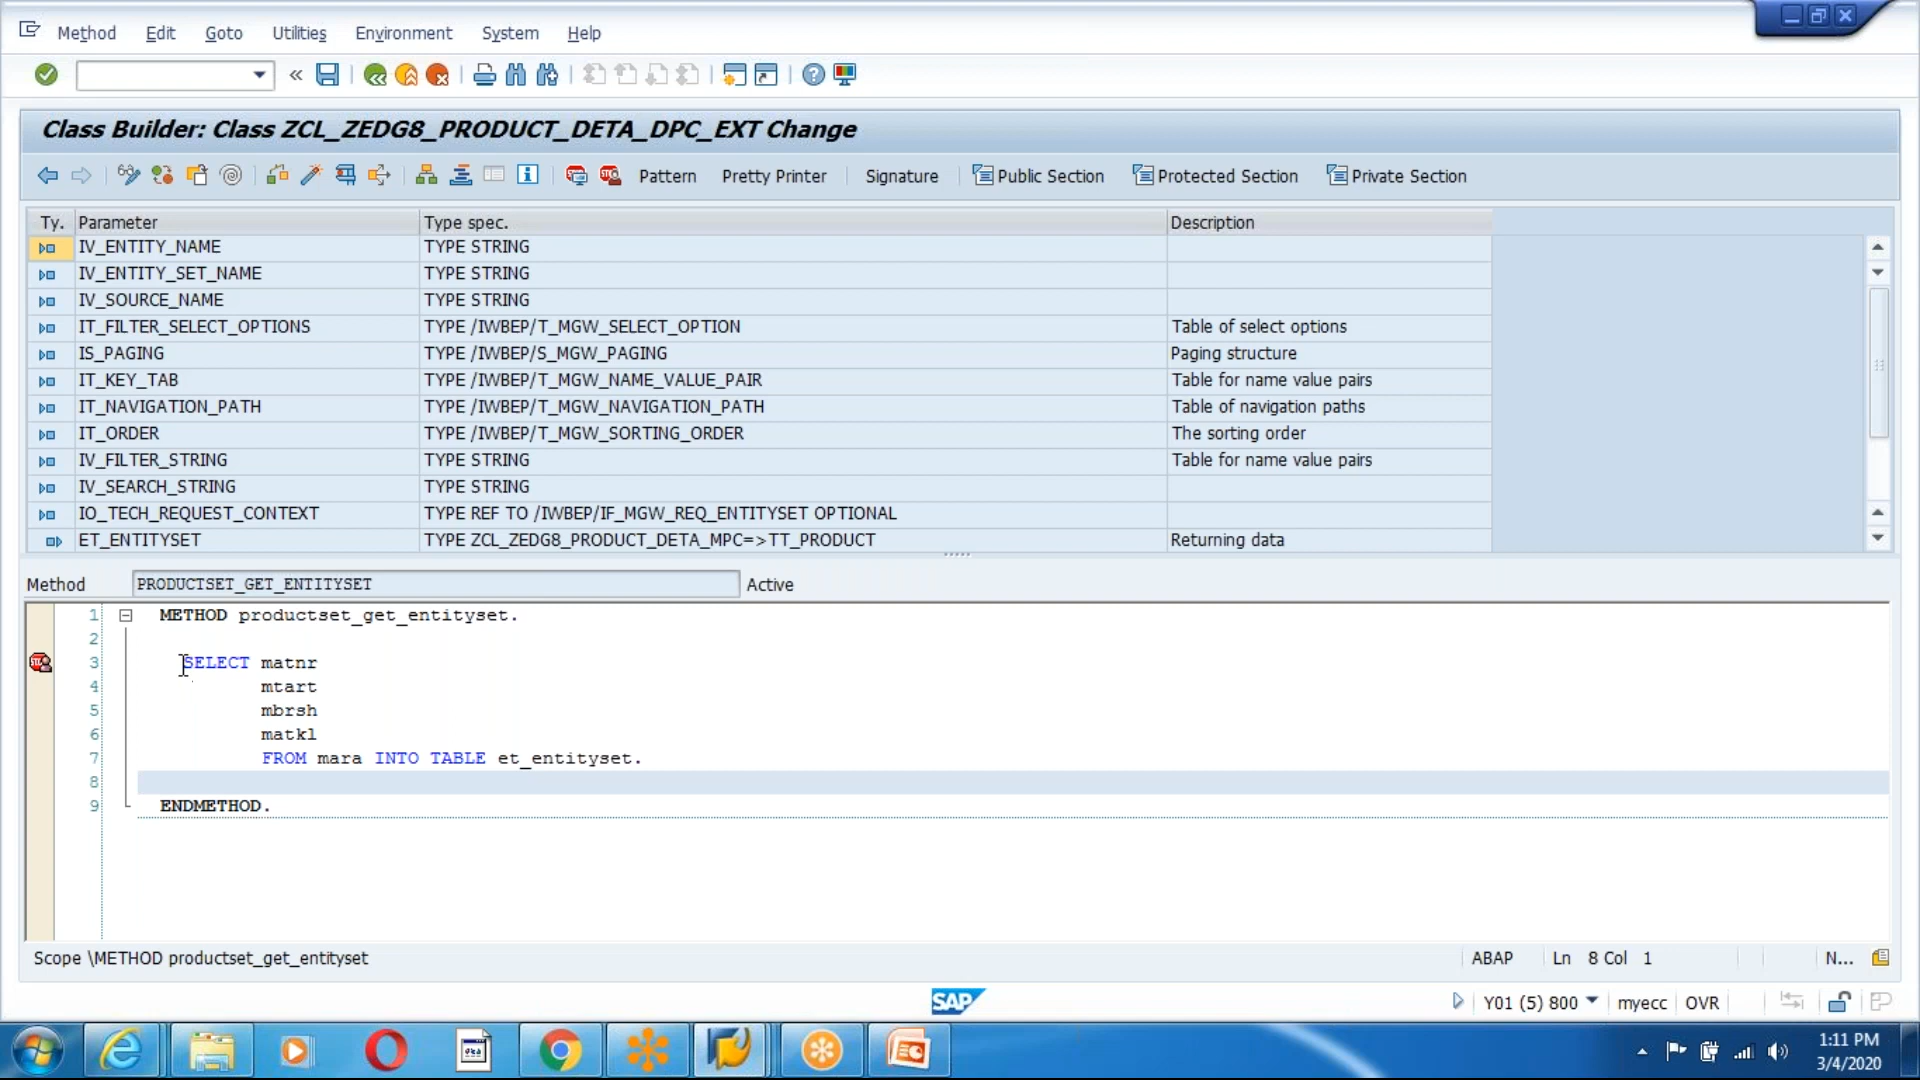 Method Edit Goto Utilities Environment System Help
Class Builder: Class ZCL_ZEDG8_PRODUCT_DETA_DPC_EXT Change
Pattern Pretty Printer Signature Public Section Protected Section Private Section
Ty. Parameter Type spec. Description
IV_ENTITY_NAME TYPE STRING
IV_ENTITY_SET_NAME TYPE STRING
IV_SOURCE_NAME TYPE STRING
IT_FILTER_SELECT_OPTIONS TYPE /IWBEP/T_MGW_SELECT_OPTION Table of select options
IS_PAGING TYPE /IWBEP/S_MGW_PAGING Paging structure
IT_KEY_TAB TYPE /IWBEP/T_MGW_NAME_VALUE_PAIR Table for name value pairs
IT_NAVIGATION_PATH TYPE /IWBEP/T_MGW_NAVIGATION_PATH Table of navigation paths
IT_ORDER TYPE /IWBEP/T_MGW_SORTING_ORDER The sorting order
IV_FILTER_STRING TYPE STRING Table for name value pairs
IV_SEARCH_STRING TYPE STRING
IO_TECH_REQUEST_CONTEXT TYPE REF TO /IWBEP/IF_MGW_REQ_ENTITYSET OPTIONAL
ET_ENTITYSET TYPE ZCL_ZEDG8_PRODUCT_DETA_MPC=>TT_PRODUCT Returning data
Method PRODUCTSET_GET_ENTITYSET Active
1 METHOD productset_get_entityset.
2
3 SELECT matnr
4 mtart
5 mbrsh
6 matkl
7 FROM mara INTO TABLE et_entityset.
8
9 ENDMETHOD.
Scope \METHOD productset_get_entityset ABAP Ln 8 Col 1 N...
SAP Y01 (5) 800 myecc OVR
1:11 PM
3/4/2020